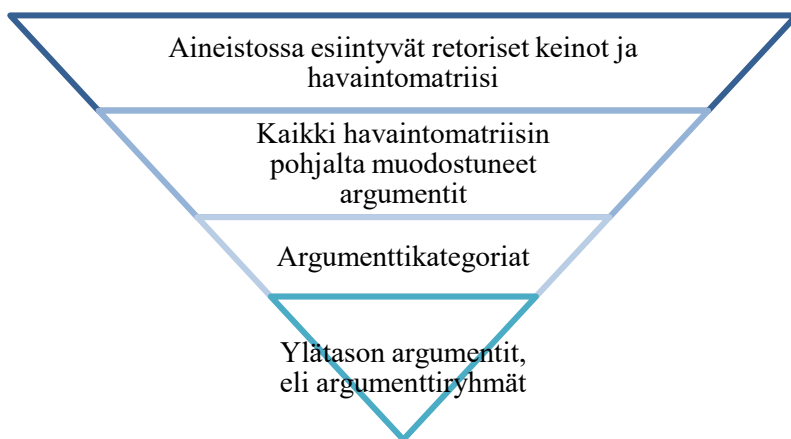 Aineistossa esiintyvät retoriset keinot ja
havaintomatriisi
Kaikki havaintomatriisin
pohjalta muodostuneet
argumentit
Argumenttikategoriat
Ylätason argumentit,
eli argumenttiryhmät